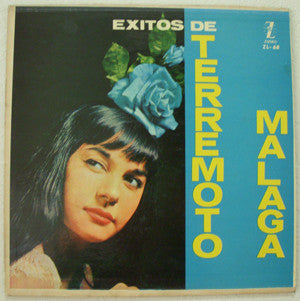 EXITOS DE
TERREMOTO
MALAGA
Z
ZL-68